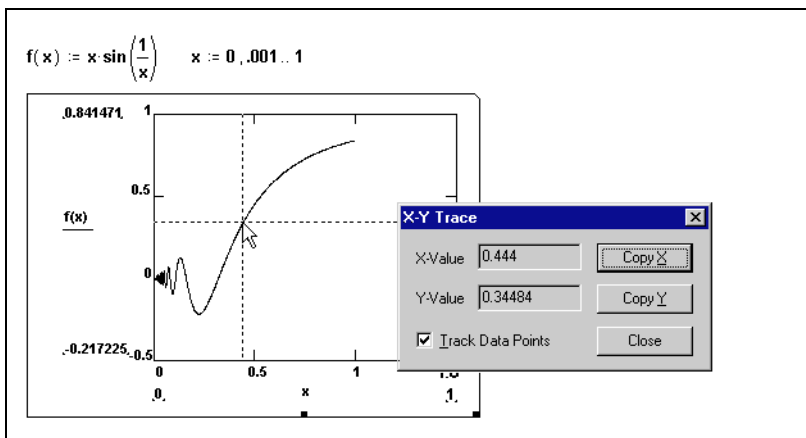 f(x) := x·sin(1/x)    x := 0, .001 .. 1
0.841471
1
0.5
f(x)
0
-0.217225
-0.5
0    0.5    1
0    x    1
X-Y Trace
X-Value 0.444 Copy X
Y-Value 0.34484 Copy Y
Track Data Points Close